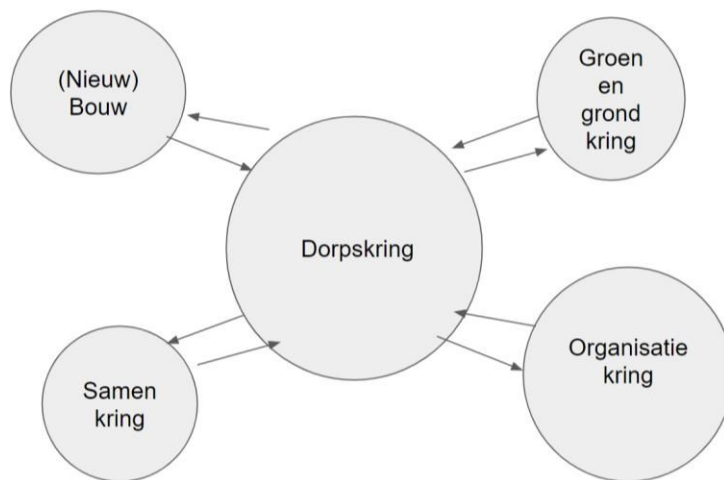 (Nieuw)
Bouw
Groen
en
grond
kring
Dorpskring
Samen
kring
Organisatie
kring